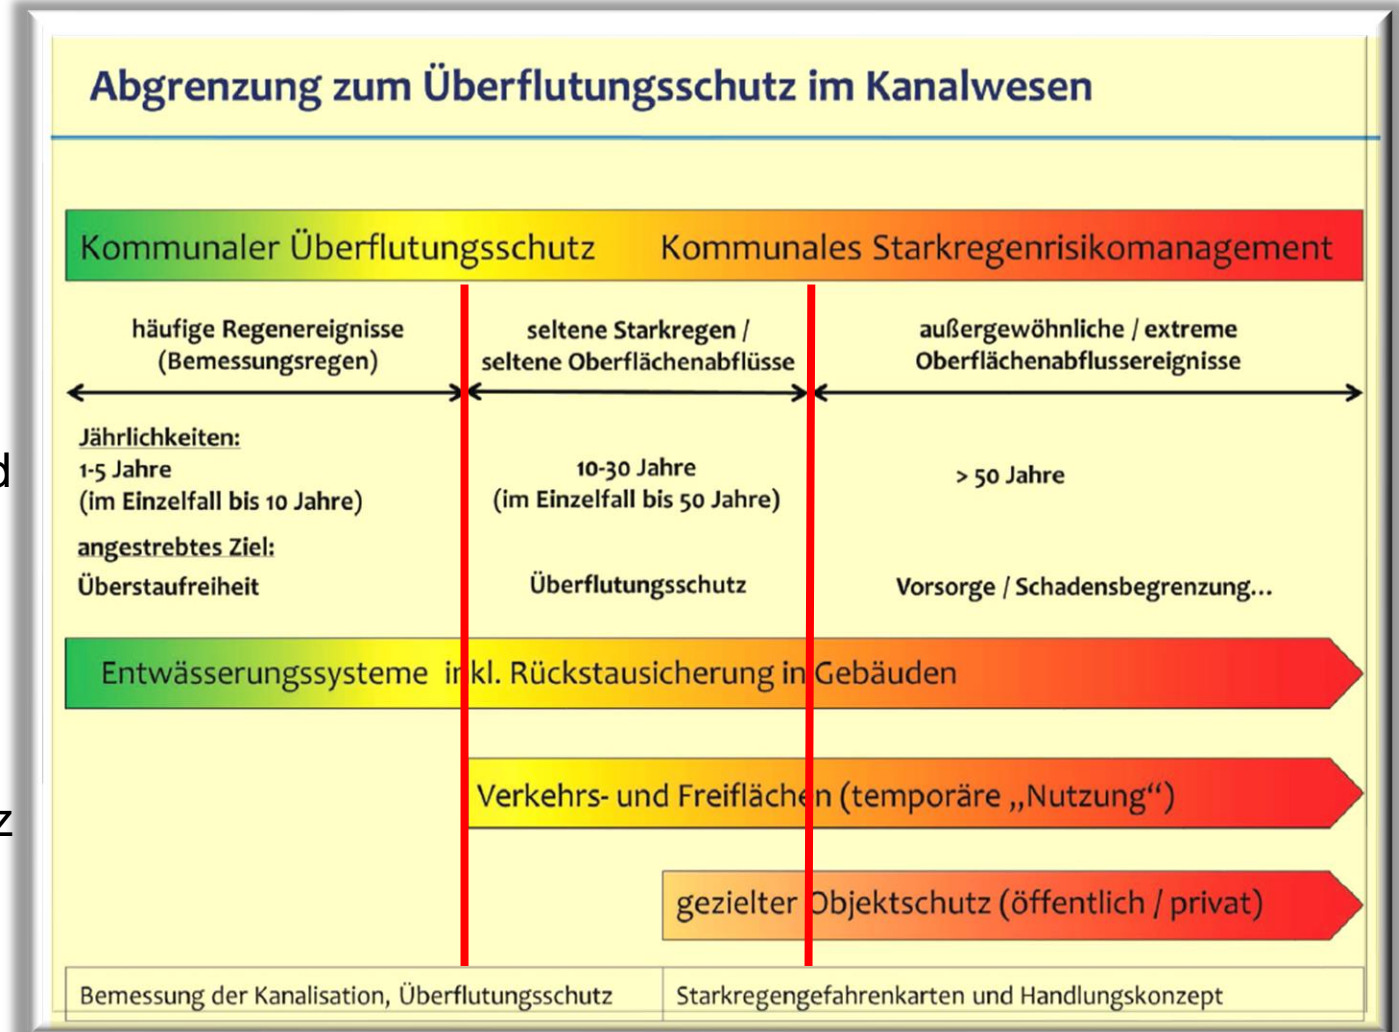 Abgrenzung zum Überflutungsschutz im Kanalwesen
Kommunaler Überflutungsschutz
Kommunales Starkregenrisikomanagement
häufige Regenereignisse
(Bemessungsregen)
seltene Starkregen /
seltene Oberflächenabflüsse
außergewöhnliche / extreme
Oberflächenabflussereignisse
Jährlichkeiten:
1-5 Jahre
(im Einzelfall bis 10 Jahre)
10-30 Jahre
(im Einzelfall bis 50 Jahre)
> 50 Jahre
angestrebtes Ziel:
Überstaufreiheit
Überflutungsschutz
Vorsorge / Schadensbegrenzung...
Entwässerungssysteme inkl. Rückstausicherung in Gebäuden
Verkehrs- und Freiflächen (temporäre „Nutzung“)
gezielter Objektschutz (öffentlich / privat)
Bemessung der Kanalisation, Überflutungsschutz
Starkregengefahrenkarten und Handlungskonzept